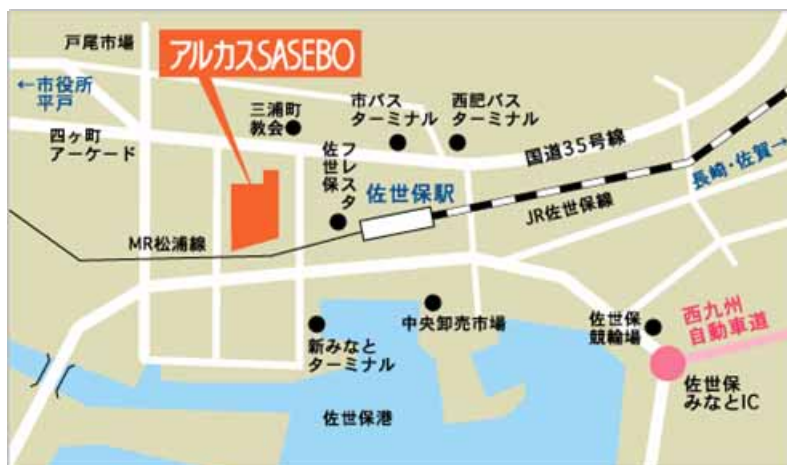 戸尾市場
アルカスSASEBO
←市役所
平戸
三浦町
教会
市バス
ターミナル
西肥バス
ターミナル
四ヶ町
アーケード
フレスタ
佐世保
佐世保駅
国道35号線
長崎・佐賀→
JR佐世保線
MR松浦線
中央卸売市場
新みなと
ターミナル
佐世保
競輪場
西九州
自動車道
佐世保
みなとIC
佐世保港